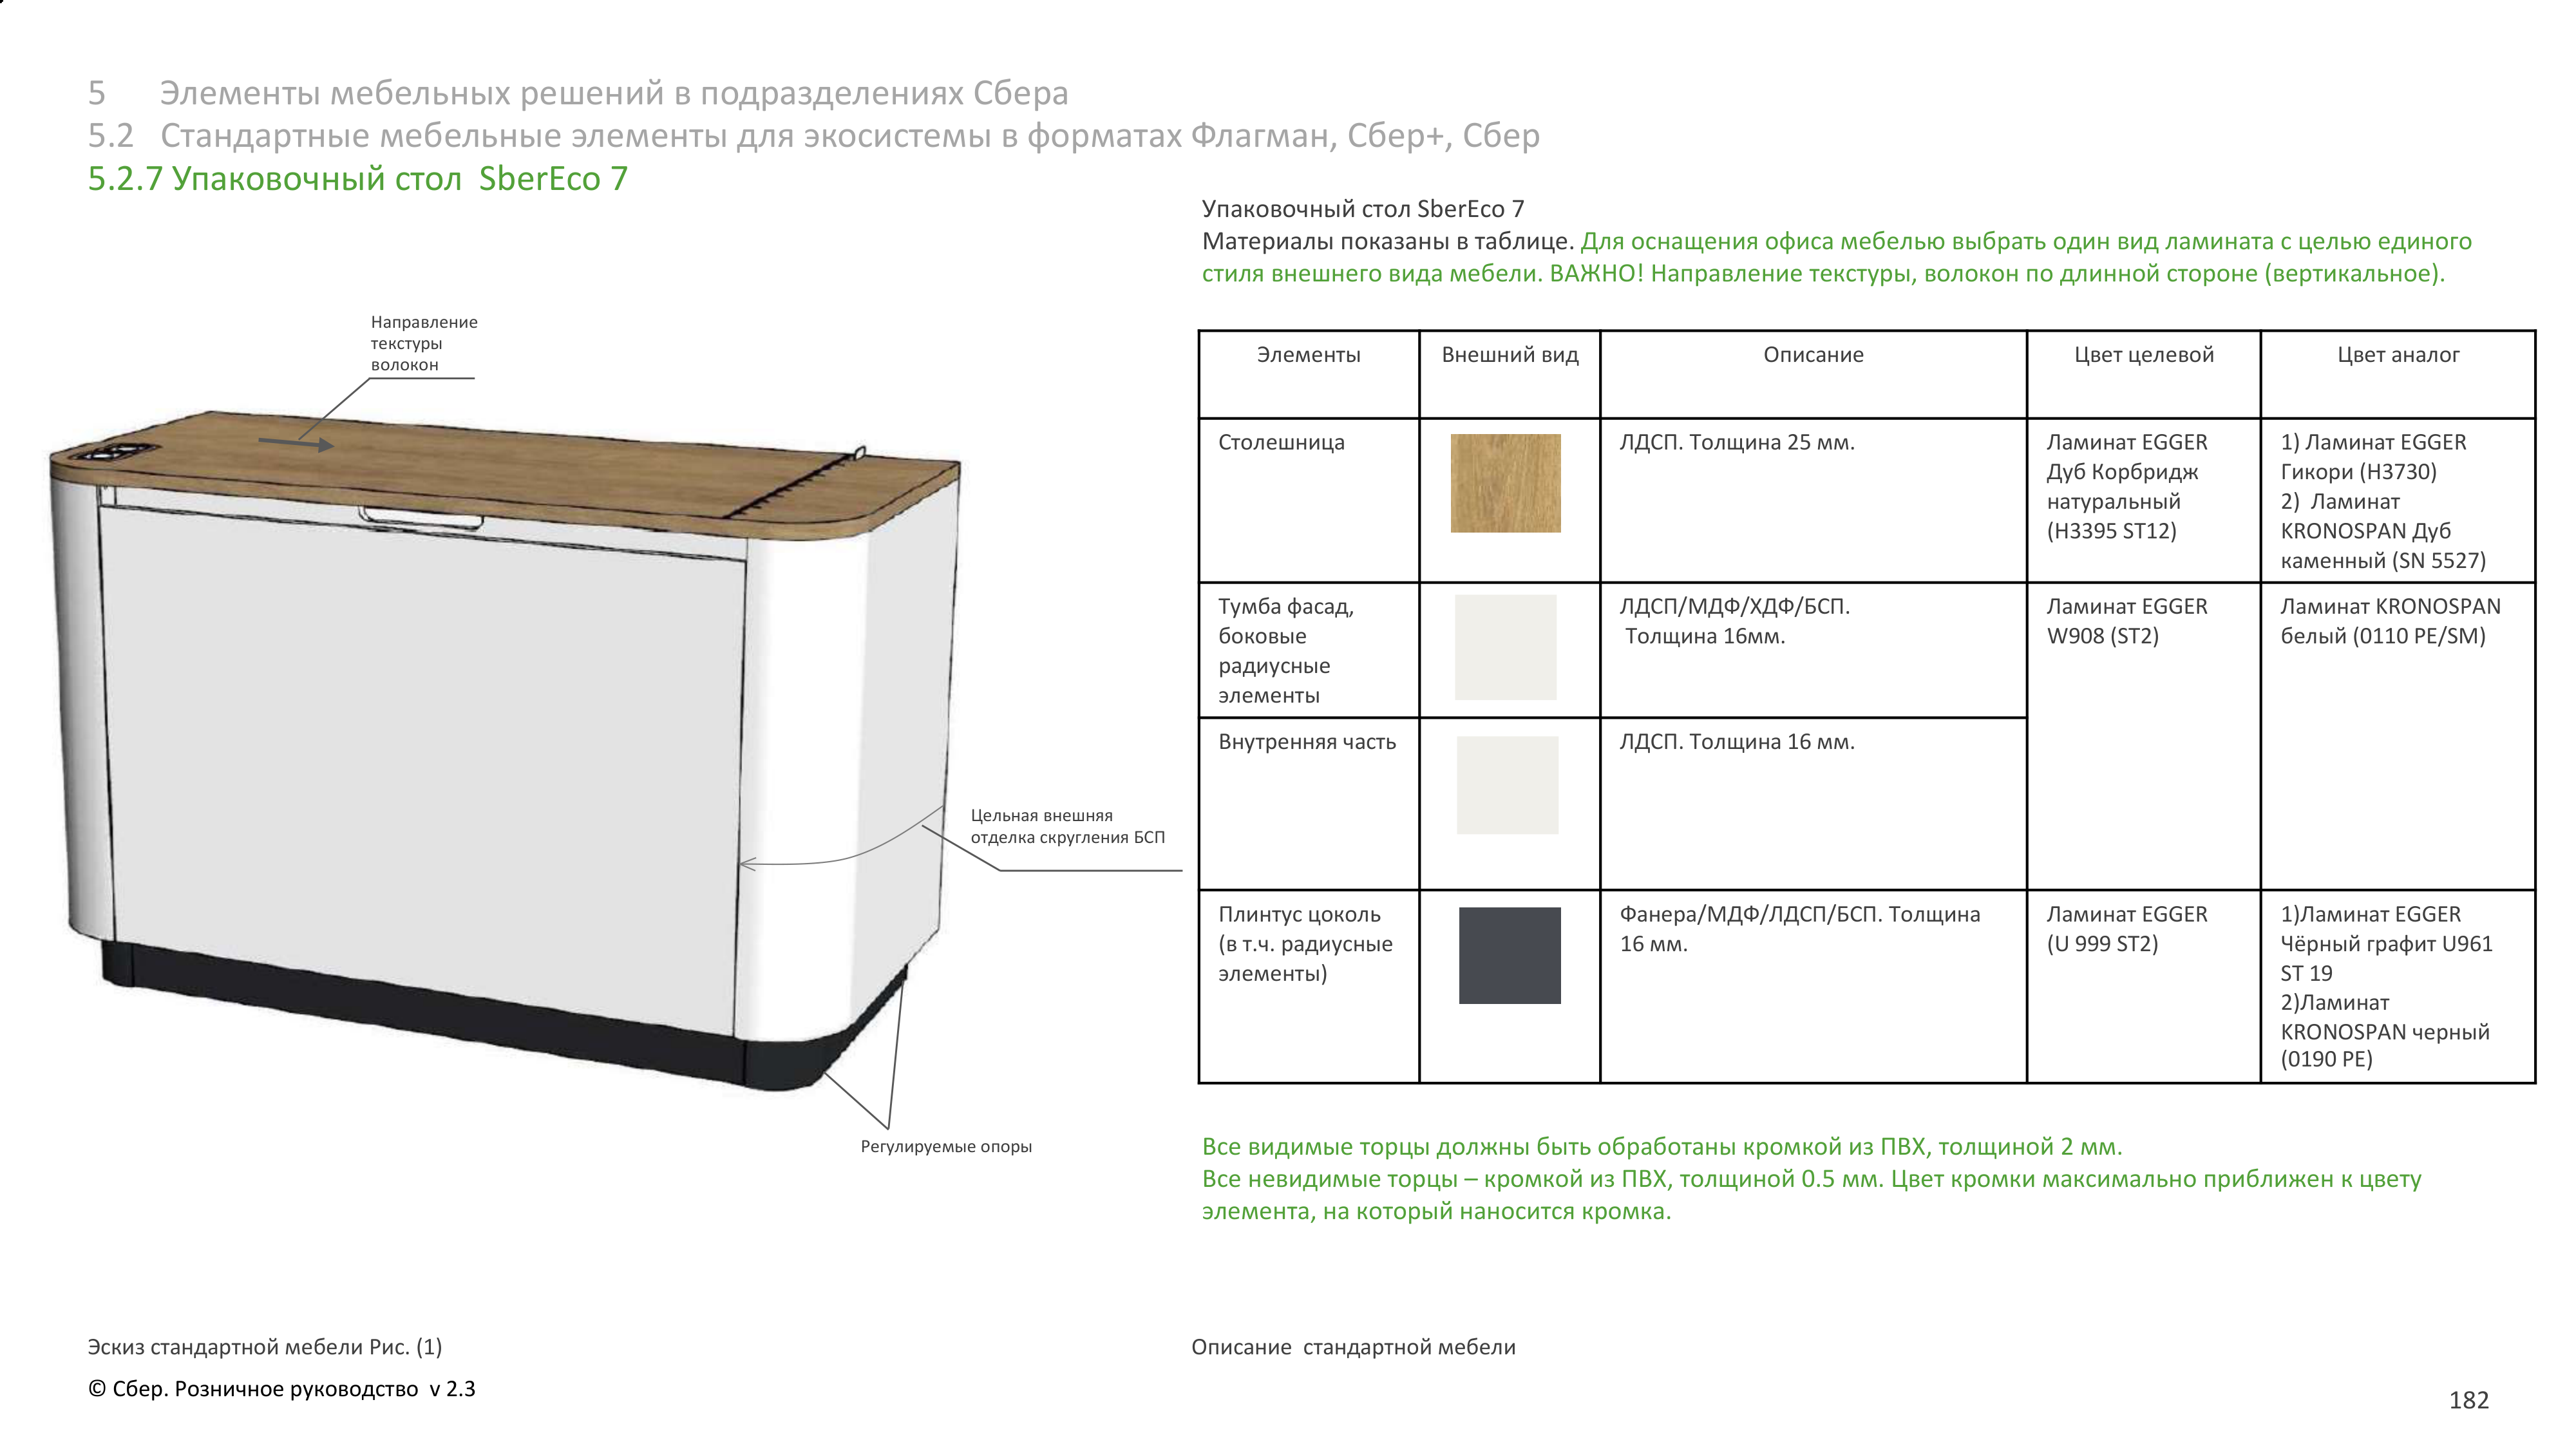 5 Элементы мебельных решений в подразделениях Сбера
5.2 Стандартные мебельные элементы для экосистемы в форматах Флагман, Сбер+, Сбер
5.2.7 Упаковочный стол SberEco 7
Упаковочный стол SberEco 7
Материалы показаны в таблице. Для оснащения офиса мебелью выбрать один вид ламината с целью единого
стиля внешнего вида мебели. ВАЖНО! Направление текстуры, волокон по длинной стороне (вертикальное).
Направление
текстуры
волокон
Цельная внешняя
отделка скругления БСП
Регулируемые опоры
Элементы
Внешний вид
Описание
Цвет целевой
Цвет аналог
Столешница
ЛДСП. Толщина 25 мм.
Ламинат EGGER
Дуб Корбридж
натуральный
(H3395 ST12)
1) Ламинат EGGER
Гикори (H3730)
2) Ламинат
KRONOSPAN Дуб
каменный (SN 5527)
Тумба фасад,
боковые
радиусные
элементы
ЛДСП/МДФ/ХДФ/БСП.
Толщина 16мм.
Ламинат EGGER
W908 (ST2)
Ламинат KRONOSPAN
белый (0110 PE/SM)
Внутренняя часть
ЛДСП. Толщина 16 мм.
Плинтус цоколь
(в т.ч. радиусные
элементы)
Фанера/МДФ/ЛДСП/БСП. Толщина
16 мм.
Ламинат EGGER
(U 999 ST2)
1)Ламинат EGGER
Чёрный графит U961
ST 19
2)Ламинат
KRONOSPAN черный
(0190 PE)
Все видимые торцы должны быть обработаны кромкой из ПВХ, толщиной 2 мм.
Все невидимые торцы – кромкой из ПВХ, толщиной 0.5 мм. Цвет кромки максимально приближен к цвету
элемента, на который наносится кромка.
Эскиз стандартной мебели Рис. (1)
Описание стандартной мебели
© Сбер. Розничное руководство v 2.3
182